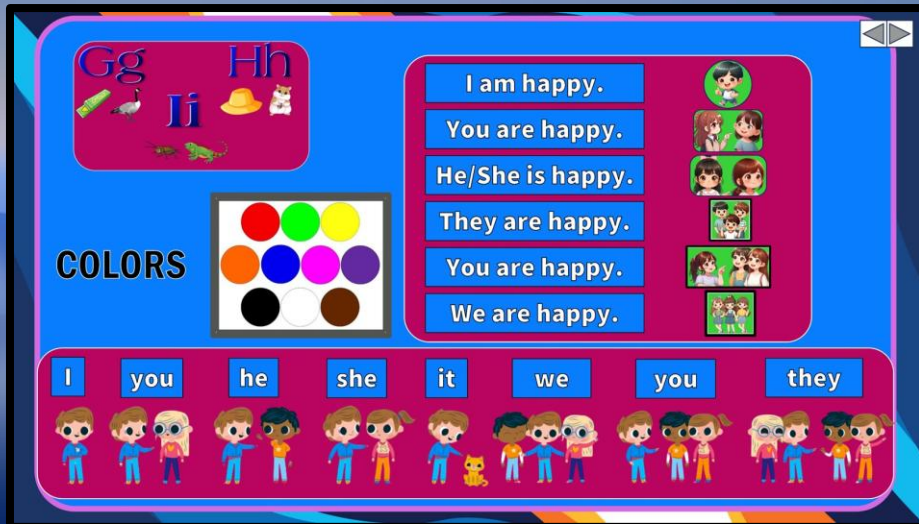 Gg
Hh
Ii
I am happy.
You are happy.
He/She is happy.
They are happy.
You are happy.
We are happy.
COLORS
I
you
he
she
it
we
you
they